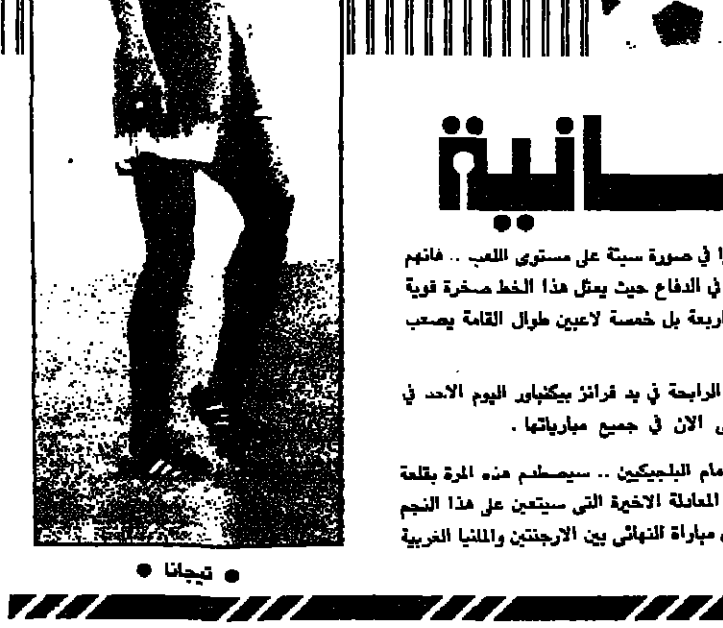 ـانية
ا في صورة سيئة على مستوى اللعب .. فانهم
في الدفاع حيث يمثل هذا الخط صخرة قوية
اربعة بل خمسة لاعبين طوال القامة يصعب
الرابحة في يد فرانز بيكنباور اليوم الاحد في
ى الان في جميع مبارياتها .
مام البلجيكيين .. سيصطدم هذه المرة بقلعة
المعادلة الاخيرة التي سيتعين على هذا النجم
مباراة النهائي بين الارجنتين والمانيا الغربية
● تيجانا ●